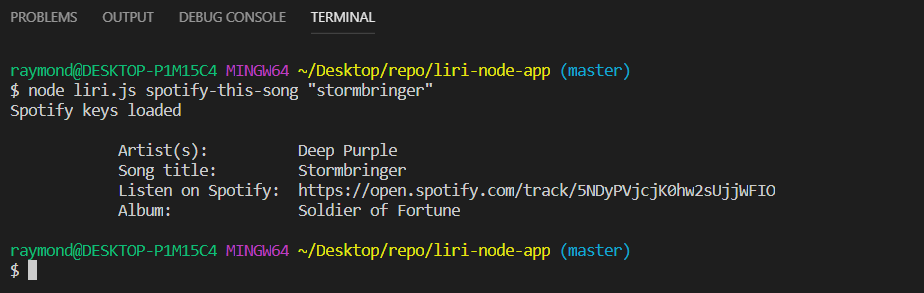 PROBLEMS OUTPUT DEBUG CONSOLE TERMINAL
raymond@DESKTOP-P1M15C4 MINGW64 ~/Desktop/repo/liri-node-app (master)
$ node liri.js spotify-this-song "stormbringer"
Spotify keys loaded
Artist(s): Deep Purple
Song title: Stormbringer
Listen on Spotify: https://open.spotify.com/track/5NDyPVjcjK0hw2sUjjWFIO
Album: Soldier of Fortune
raymond@DESKTOP-P1M15C4 MINGW64 ~/Desktop/repo/liri-node-app (master)
$